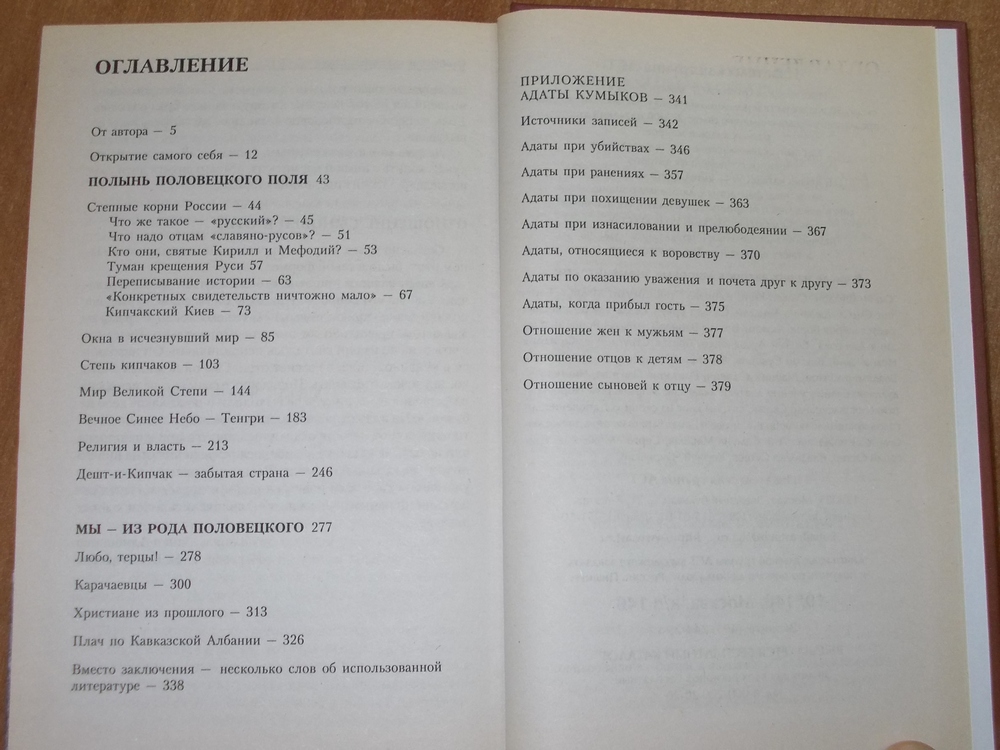 ОГЛАВЛЕНИЕ
От автора — 5
Открытие самого себя — 12
ПОЛЫНЬ ПОЛОВЕЦКОГО ПОЛЯ 43
Степные корни России — 44
Что же такое — «русский»? — 45
Что надо отцам «славяно-русов»? — 51
Кто они, святые Кирилл и Мефодий? — 53
Туман крещения Руси 57
Переписывание истории — 63
«Конкретных свидетельств ничтожно мало» — 67
Кипчакский Киев — 73
Окна в исчезнувший мир — 85
Степь кипчаков — 103
Мир Великой Степи — 144
Вечное Синее Небо — Тенгри — 183
Религия и власть — 213
Дешт-и-Кипчак — забытая страна — 246
МЫ — ИЗ РОДА ПОЛОВЕЦКОГО 277
Любо, терцы! — 278
Карачаевцы — 300
Христиане из прошлого — 313
Плач по Кавказской Албании — 326
Вместо заключения — несколько слов об использованной
литературе — 338
ПРИЛОЖЕНИЕ
АДАТЫ КУМЫКОВ — 341
Источники записей — 342
Адаты при убийствах — 346
Адаты при ранениях — 357
Адаты при похищении девушек — 363
Адаты при изнасиловании и прелюбодеянии — 367
Адаты, относящиеся к воровству — 370
Адаты по оказанию уважения и почета друг к другу — 373
Адаты, когда прибыл гость — 375
Отношение жен к мужьям — 377
Отношение отцов к детям — 378
Отношение сыновей к отцу — 379